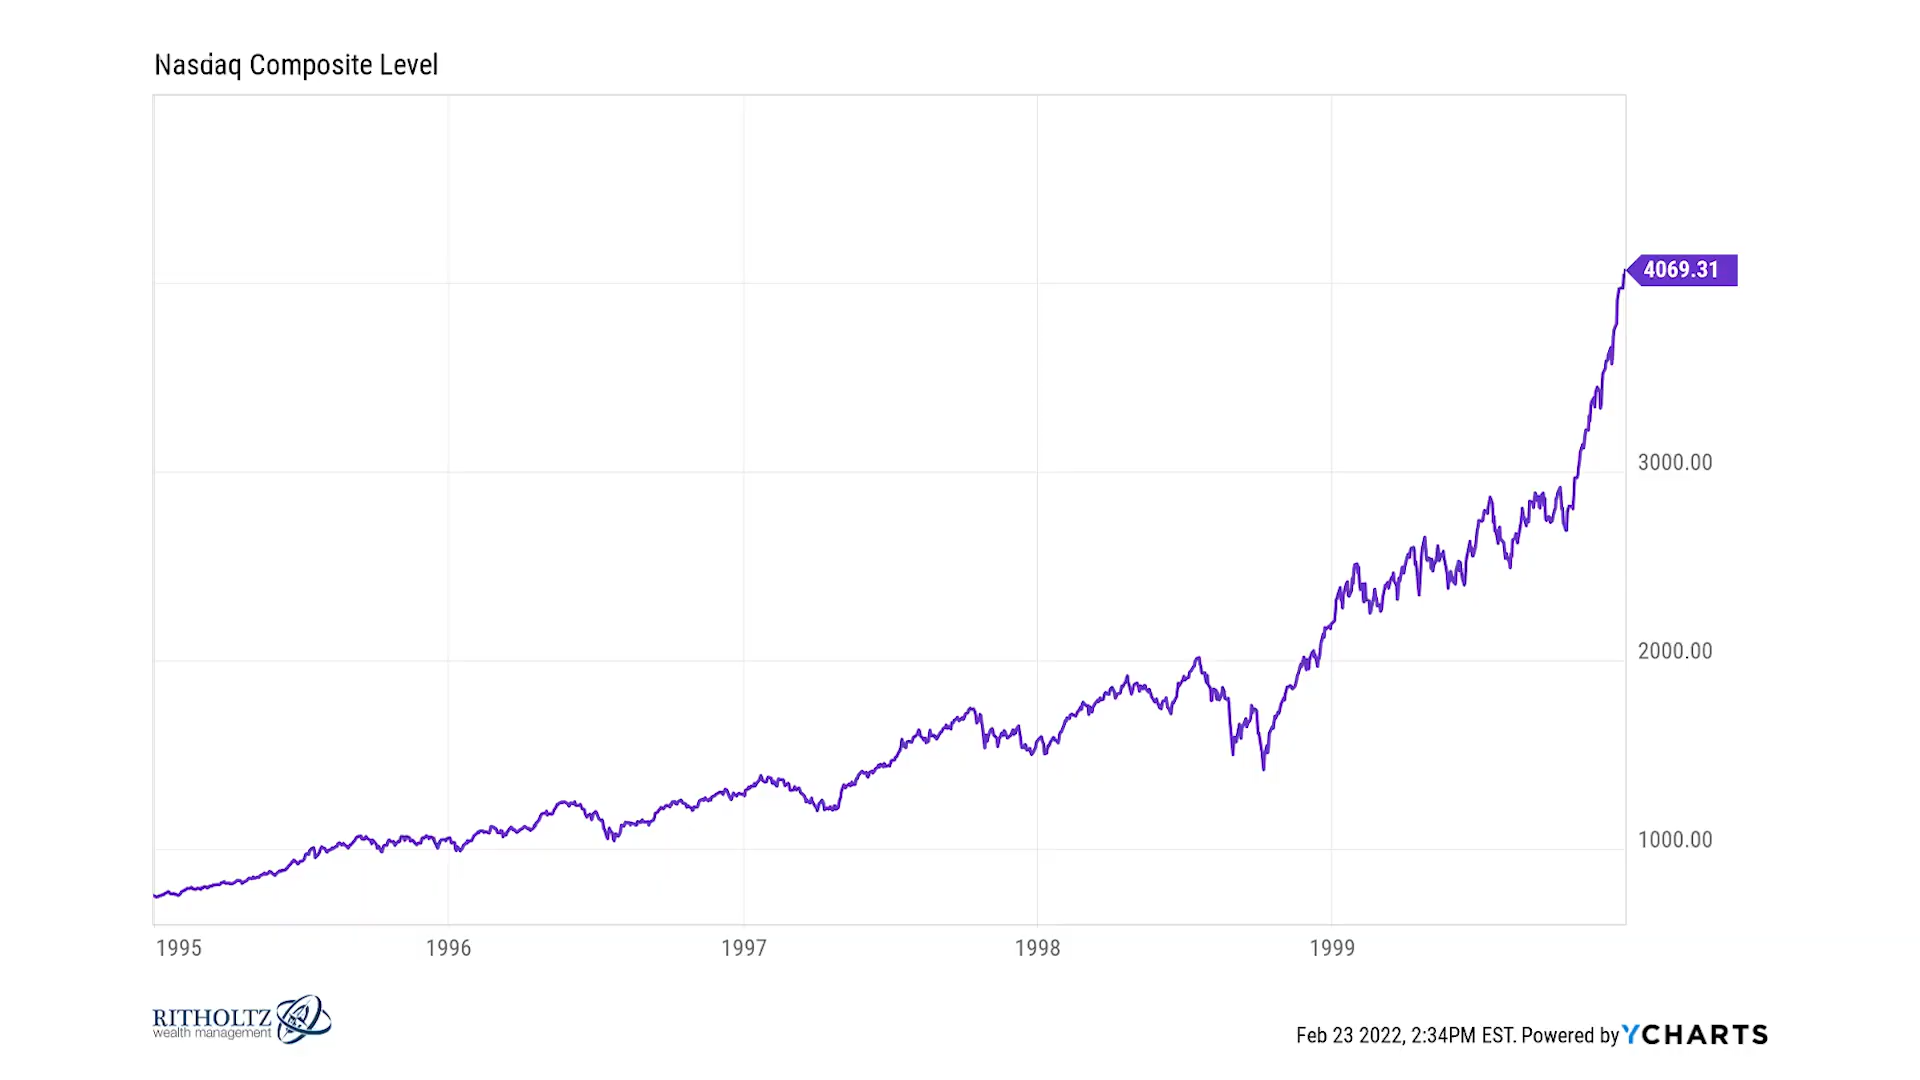 Nasdaq Composite Level
4069.31
3000.00
2000.00
1000.00
1995 1996 1997 1998 1999
RITHOLTZ
wealth management
Feb 23 2022, 2:34PM EST. Powered by YCHARTS